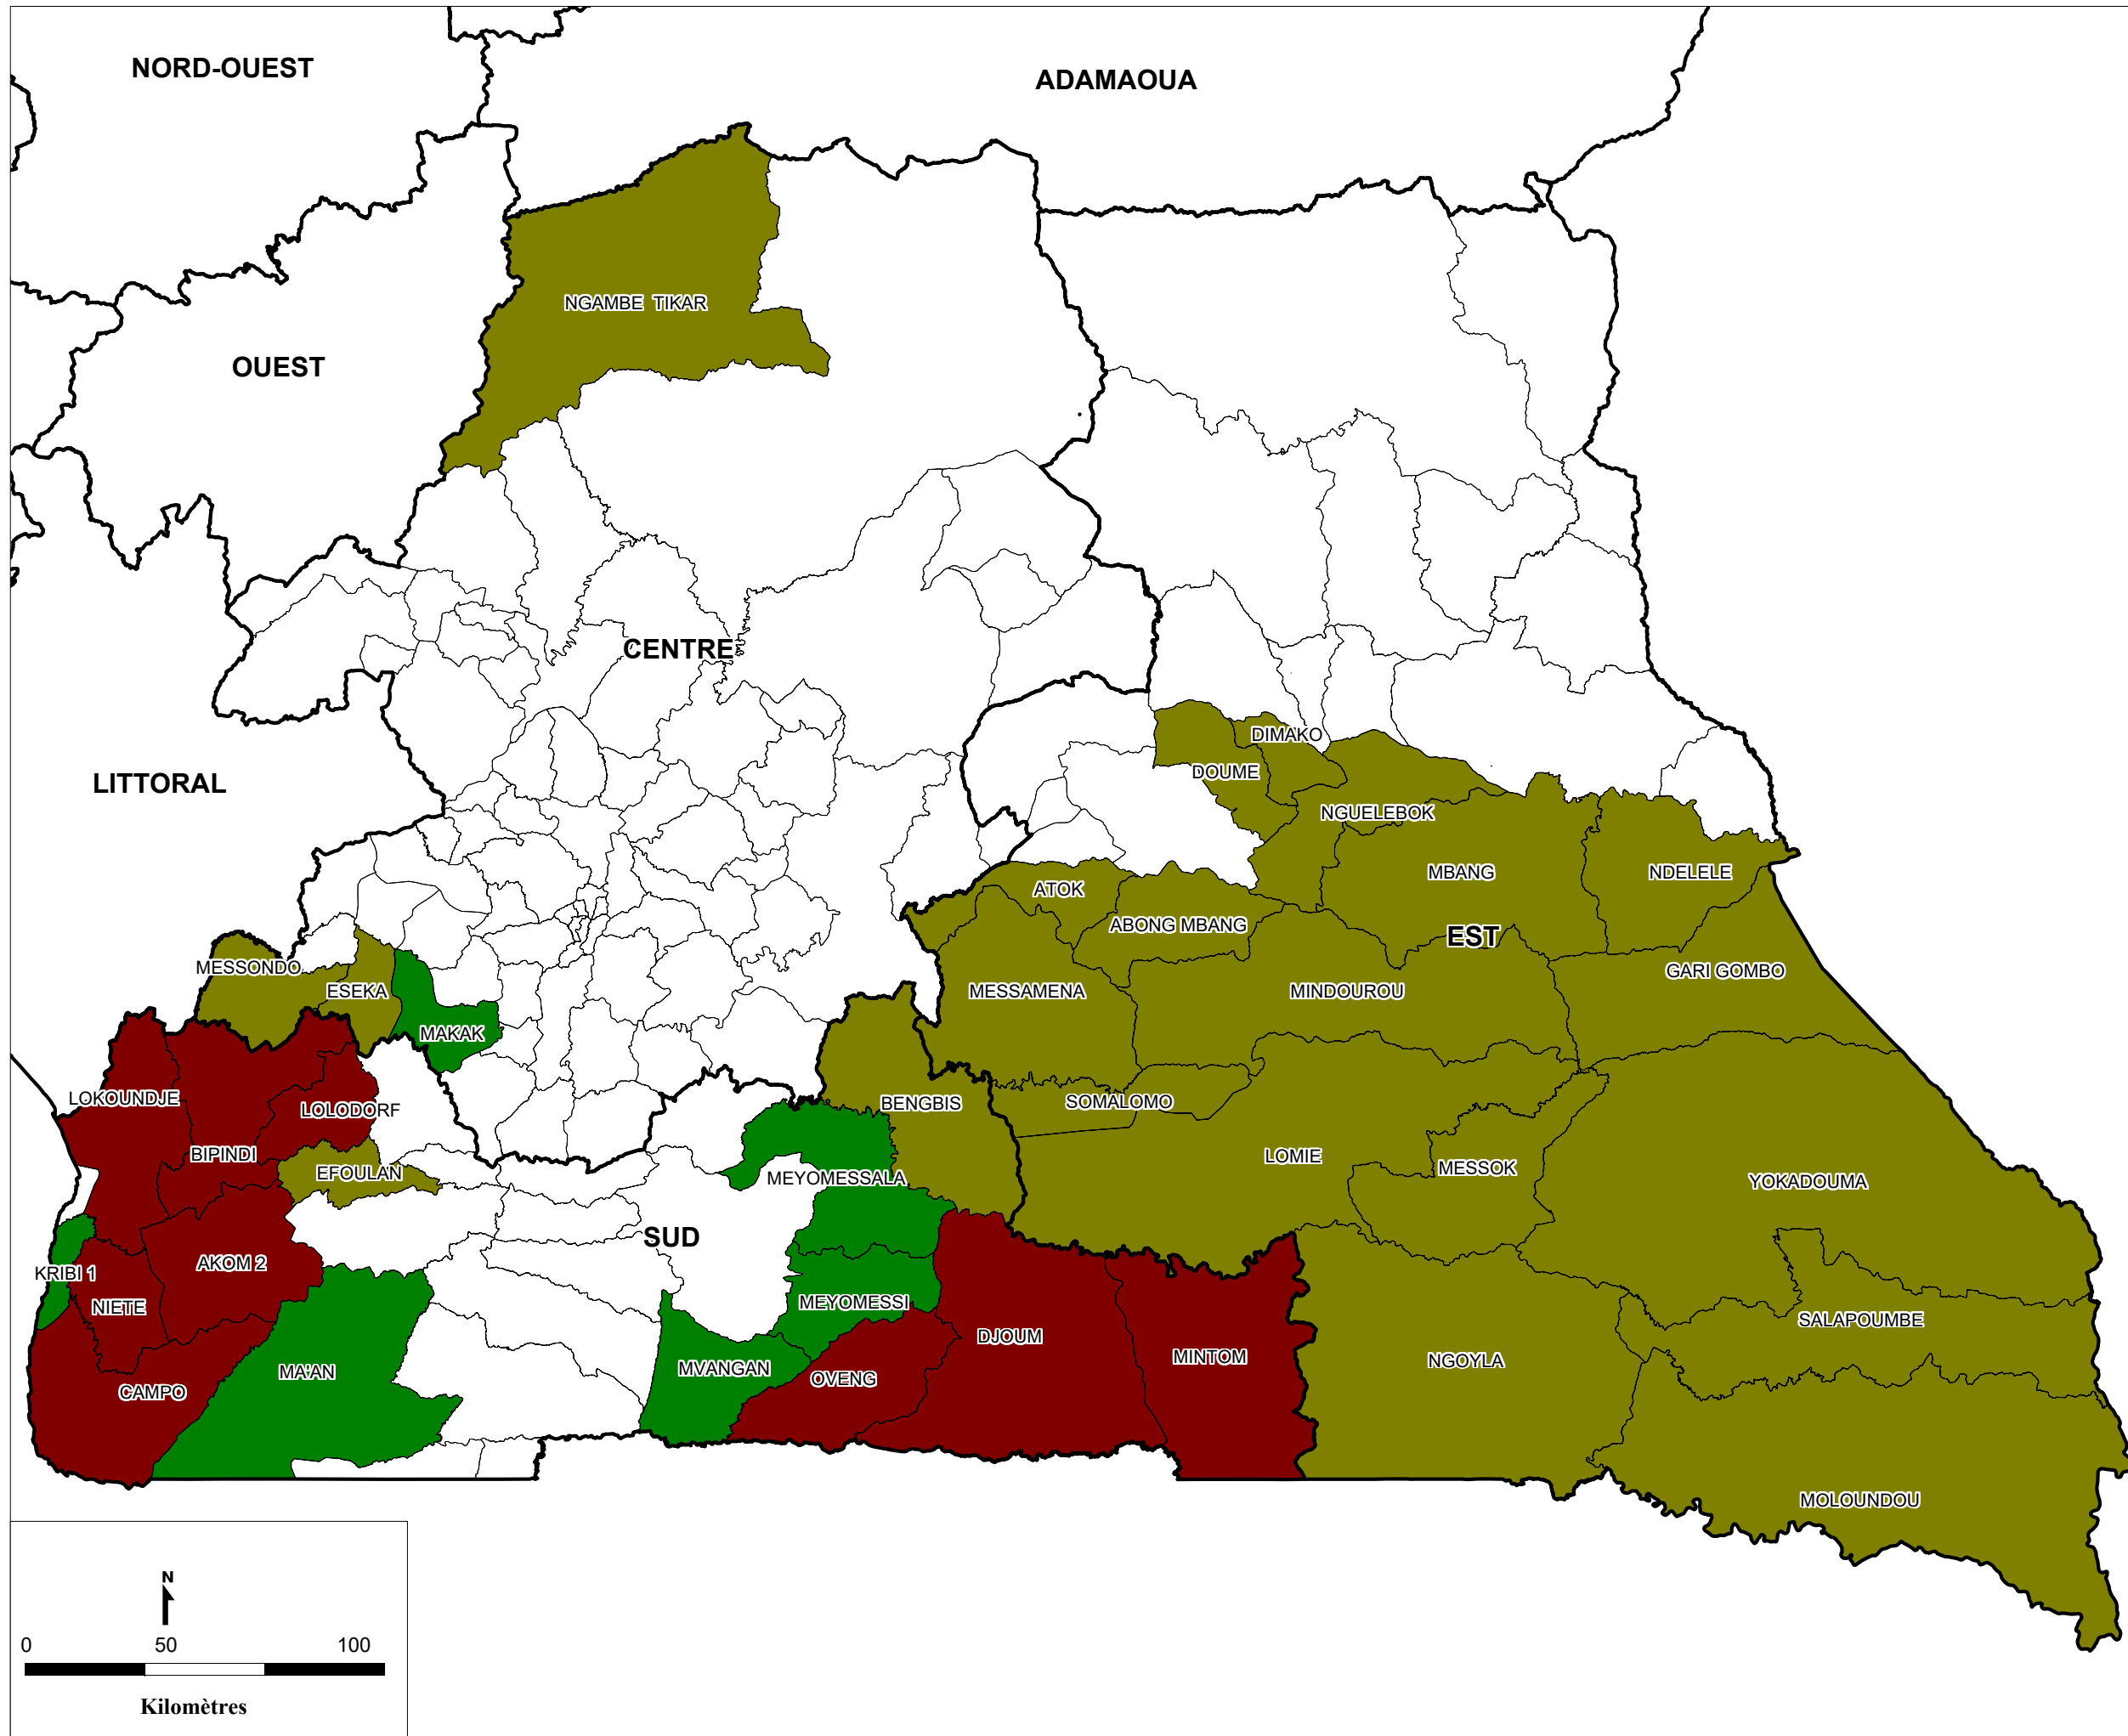 NORD-OUEST
ADAMAOUA
NGAMBE TIKAR
OUEST
CENTRE
DIMAKO
DOUME
LITTORAL
NGUELEBOK
MBANG
NDELELE
ATOK
ABONG MBANG
EST
MESSONDO
GARI GOMBO
ESEKA
MESSAMENA
MINDOUROU
MAKAK
LOKOUNDJE
LOLODORF
BENGBIS
SOMALOMO
BIPINDI
LOMIE
EFOULAN
MESSOK
MEYOMESSALA
YOKADOUMA
SUD
AKOM 2
KRIBI 1
NIETE
MEYOMESSI
SALAPOUMBE
DJOUM
MINTOM
NGOYLA
MVANGAN
MA'AN
OVENG
CAMPO
MOLOUNDOU
N
0 50 100
Kilomètres